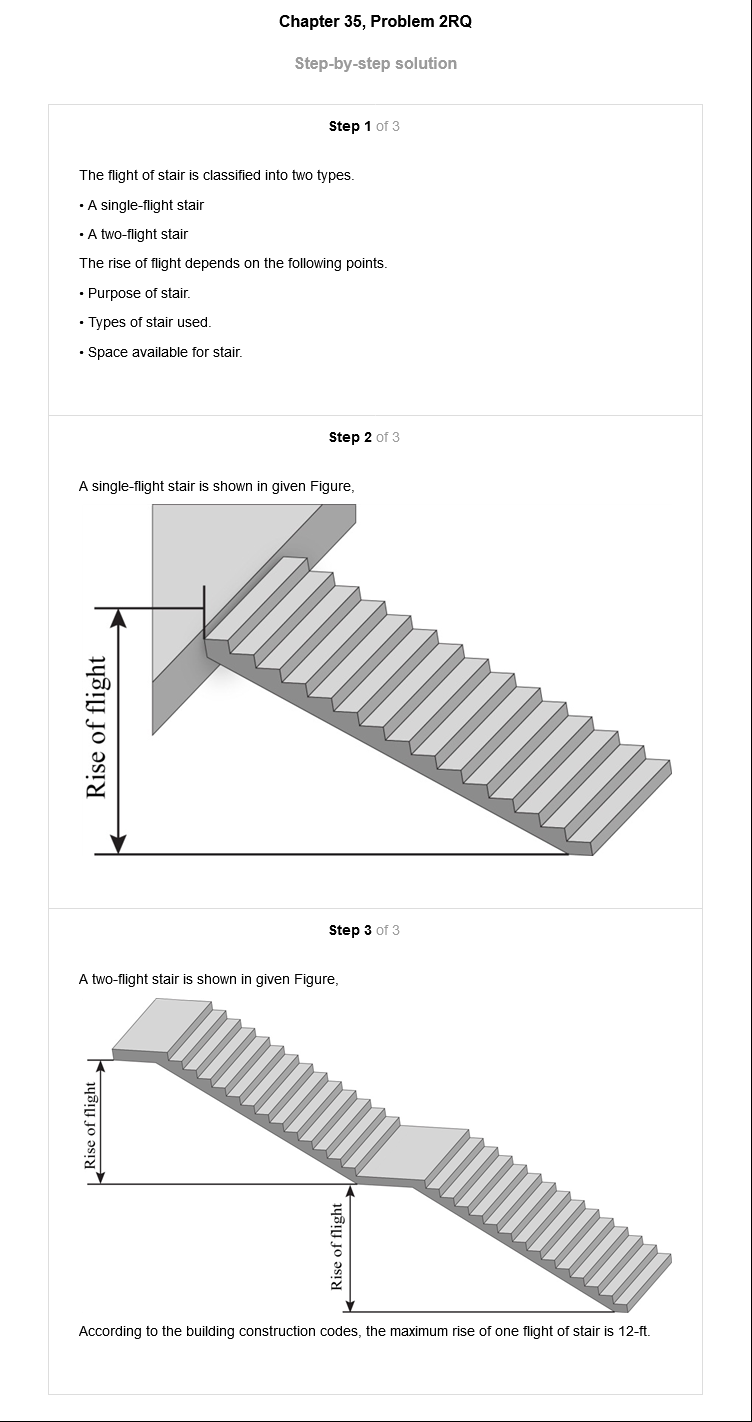 Chapter 35, Problem 2RQ
Step-by-step solution
Step 1 of 3
The flight of stair is classified into two types.
• A single-flight stair
• A two-flight stair
The rise of flight depends on the following points.
• Purpose of stair.
• Types of stair used.
• Space available for stair.
Step 2 of 3
A single-flight stair is shown in given Figure,
Rise of flight
Step 3 of 3
A two-flight stair is shown in given Figure,
Rise of flight
Rise of flight
According to the building construction codes, the maximum rise of one flight of stair is 12-ft.